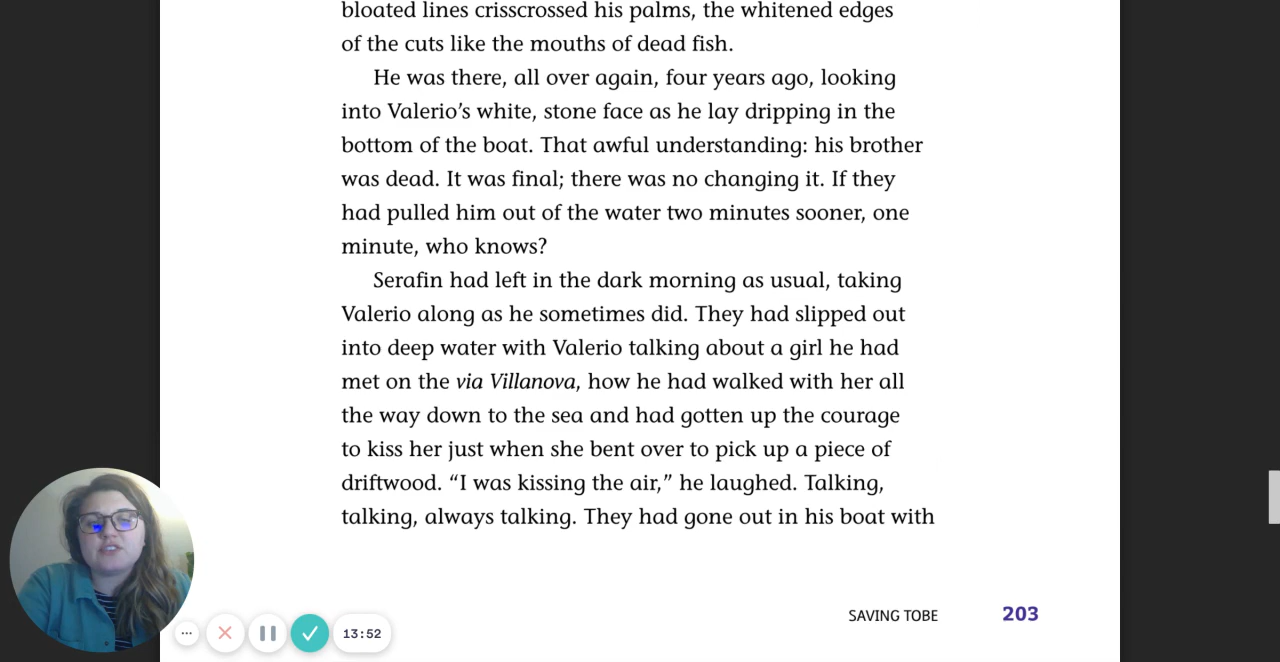 bloated lines crisscrossed his palms, the whitened edges
of the cuts like the mouths of dead fish.
He was there, all over again, four years ago, looking
into Valerio’s white, stone face as he lay dripping in the
bottom of the boat. That awful understanding: his brother
was dead. It was final; there was no changing it. If they
had pulled him out of the water two minutes sooner, one
minute, who knows?
Serafin had left in the dark morning as usual, taking
Valerio along as he sometimes did. They had slipped out
into deep water with Valerio talking about a girl he had
met on the via Villanova, how he had walked with her all
the way down to the sea and had gotten up the courage
to kiss her just when she bent over to pick up a piece of
driftwood. “I was kissing the air,” he laughed. Talking,
talking, always talking. They had gone out in his boat with
SAVING TOBE 203
13:52